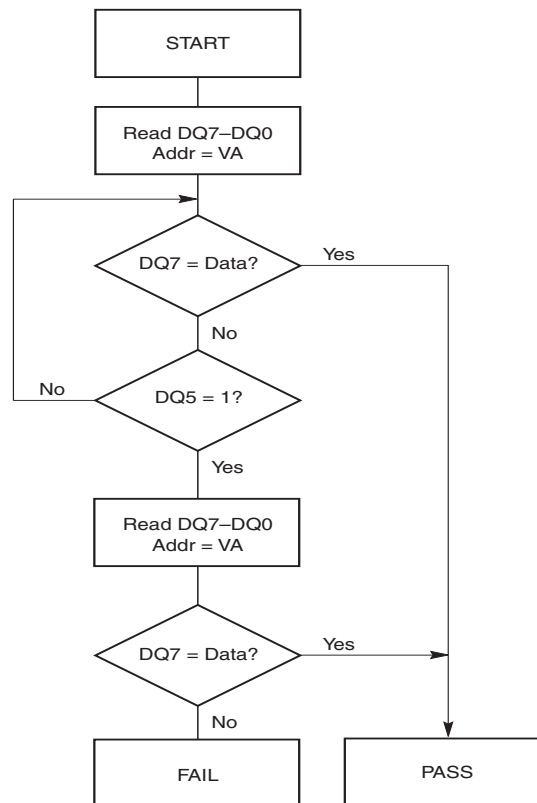 START
Read DQ7–DQ0
Addr = VA
DQ7 = Data?
Yes
No
No
DQ5 = 1?
Yes
Read DQ7–DQ0
Addr = VA
DQ7 = Data?
Yes
No
FAIL
PASS